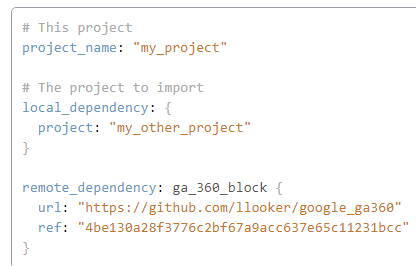 # This project
project_name: "my_project"
# The project to import
local_dependency: {
project: "my_other_project"
}
remote_dependency: ga_360_block {
url: "https://github.com/llooker/google_ga360"
ref: "4be130a28f3776c2bf67a9acc637e65c11231bcc"
}